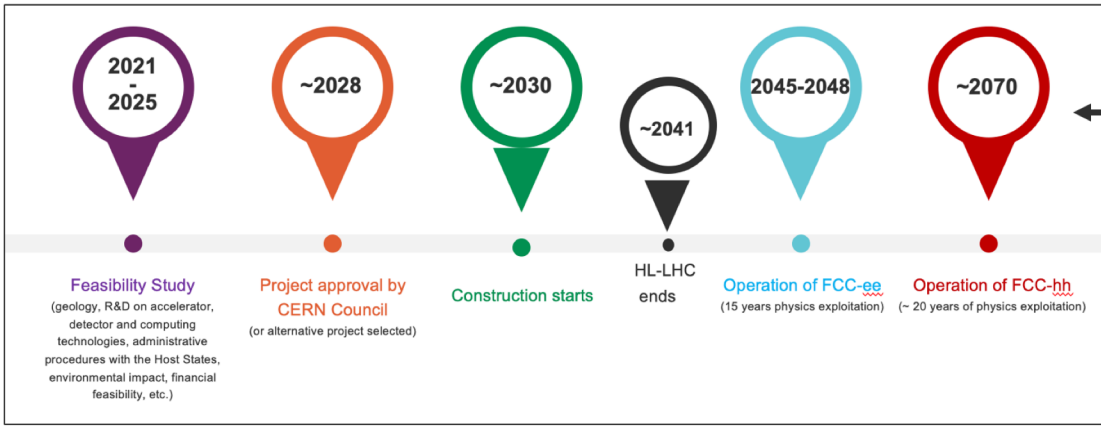 2021
-
2025
~2028
~2030
~2041
2045-2048
~2070
Feasibility Study
(geology, R&D on accelerator,
detector and computing
technologies, administrative
procedures with the Host States,
environmental impact, financial
feasibility, etc.)
Project approval by
CERN Council
(or alternative project selected)
Construction starts
HL-LHC
ends
Operation of FCC-ee
(15 years physics exploitation)
Operation of FCC-hh
(~ 20 years of physics exploitation)